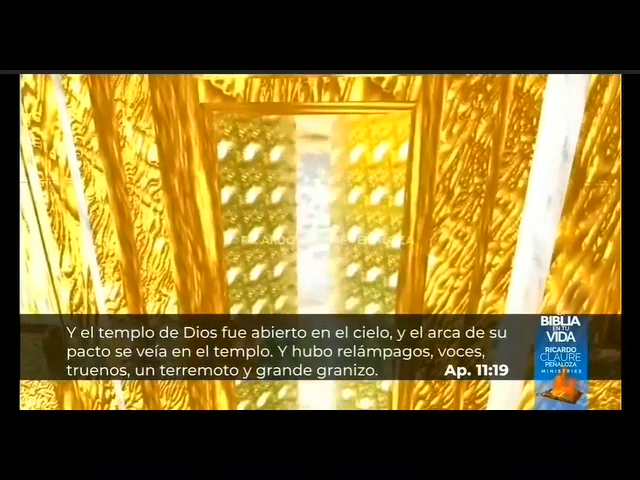 Y el templo de Dios fue abierto en el cielo, y el arca de su
pacto se veía en el templo. Y hubo relámpagos, voces,
truenos, un terremoto y grande granizo. Ap. 11:19
BIBLIA
EN TU
VIDA
RICARDO
CLAURE
PEÑALOZA
MINISTRIES